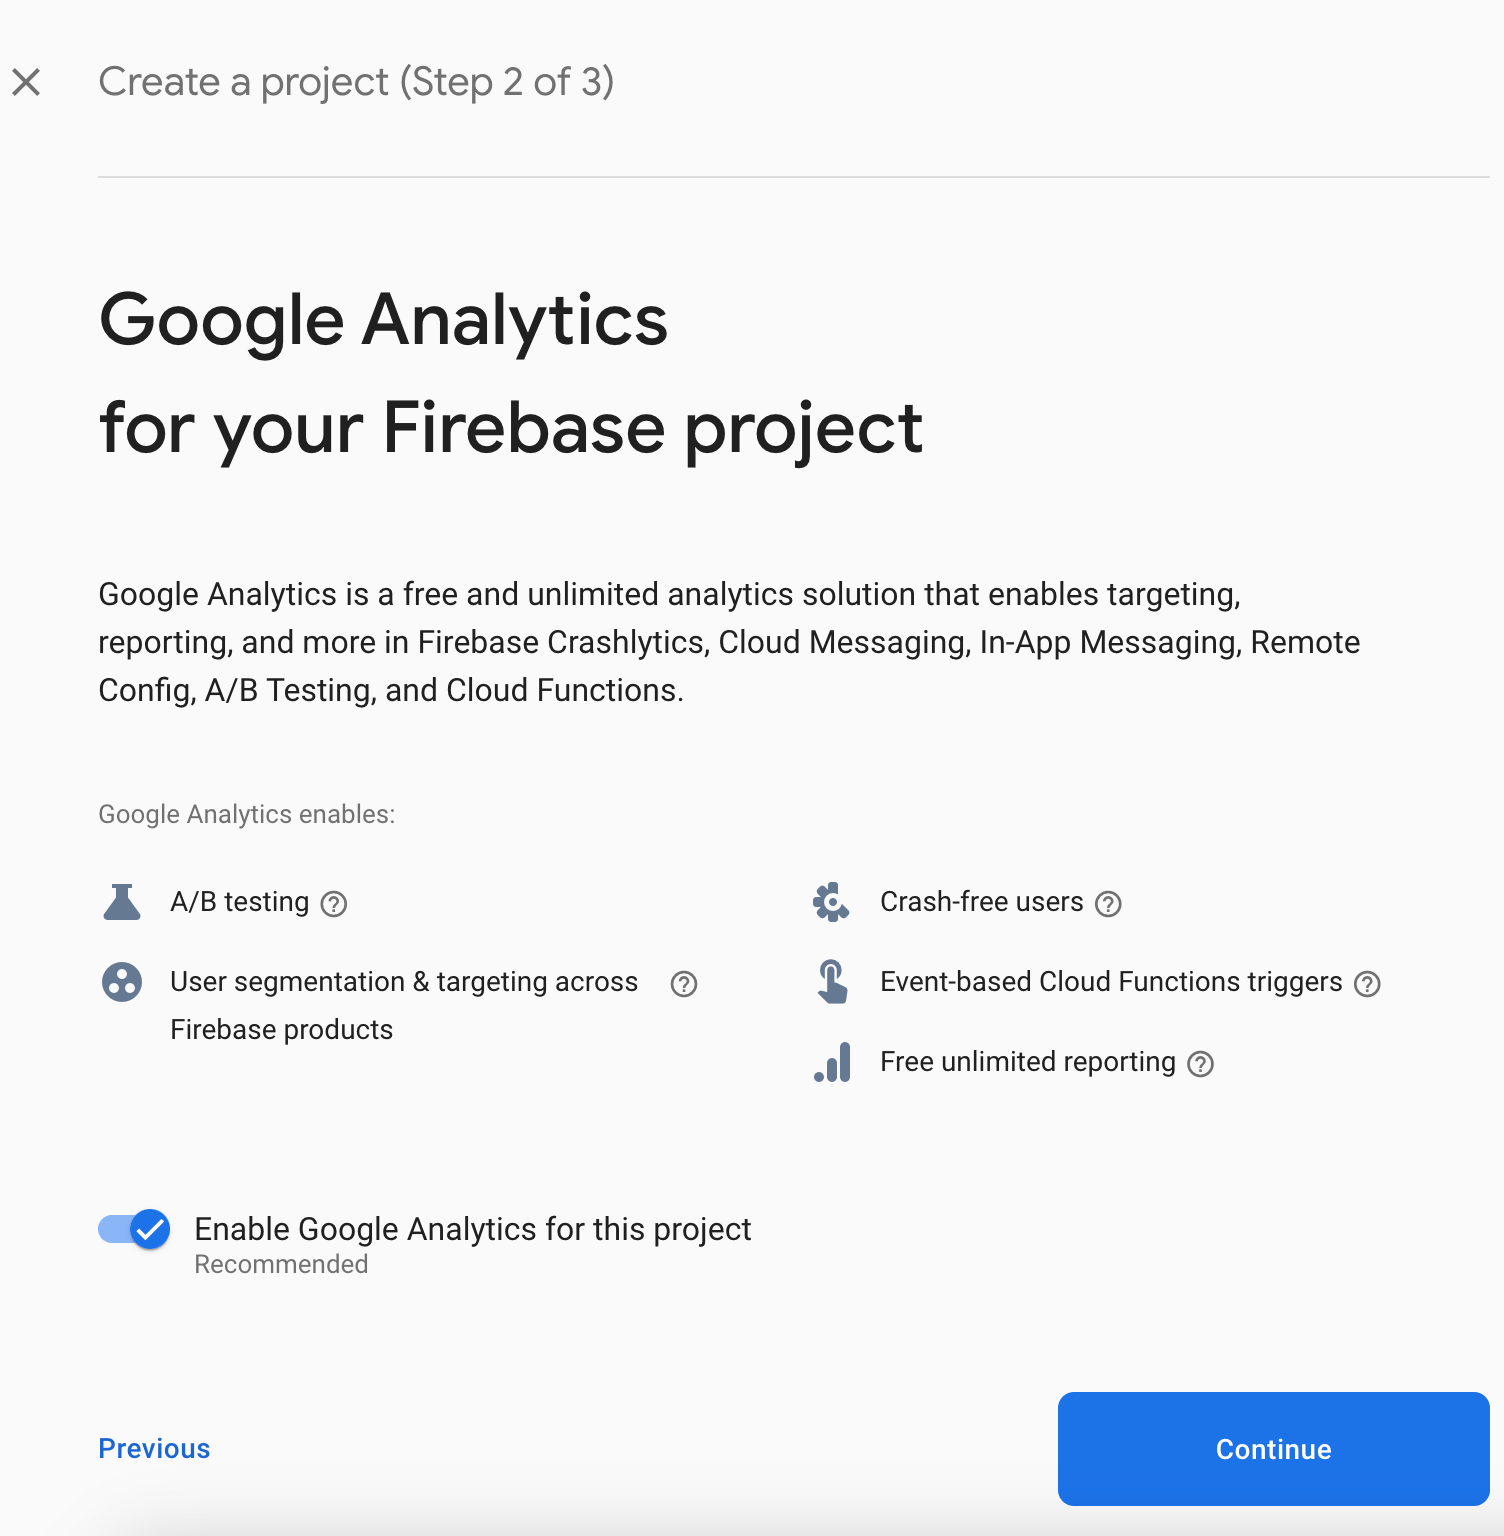 Create a project (Step 2 of 3)
Google Analytics
for your Firebase project
Google Analytics is a free and unlimited analytics solution that enables targeting,
reporting, and more in Firebase Crashlytics, Cloud Messaging, In-App Messaging, Remote
Config, A/B Testing, and Cloud Functions.
Google Analytics enables:
A/B testing
User segmentation & targeting across
Firebase products
Crash-free users
Event-based Cloud Functions triggers
Free unlimited reporting
Enable Google Analytics for this project
Recommended
Previous
Continue